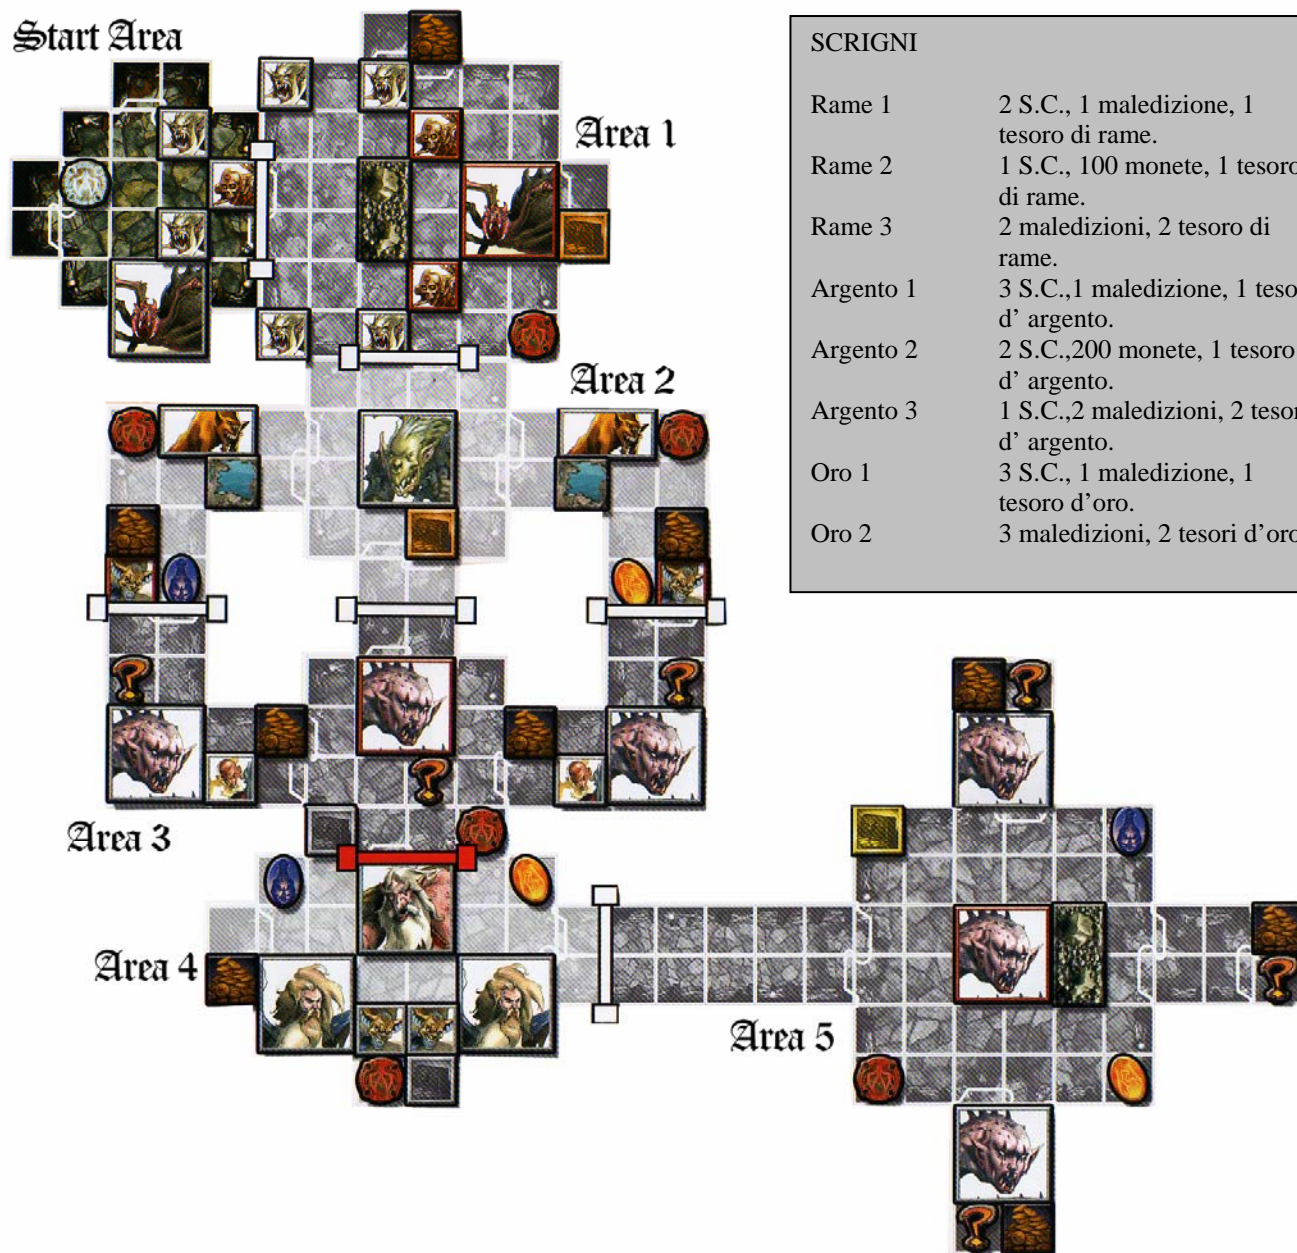 Start Area
Area 1
Area 2
Area 3
Area 4
Area 5
SCRIGNI
Rame 1 2 S.C., 1 maledizione, 1
tesoro di rame.
Rame 2 1 S.C., 100 monete, 1 tesoro
di rame.
Rame 3 2 maledizioni, 2 tesoro di
rame.
Argento 1 3 S.C.,1 maledizione, 1 teso
d' argento.
Argento 2 2 S.C.,200 monete, 1 tesoro
d' argento.
Argento 3 1 S.C.,2 maledizioni, 2 tesor
d' argento.
Oro 1 3 S.C., 1 maledizione, 1
tesoro d'oro.
Oro 2 3 maledizioni, 2 tesori d'oro